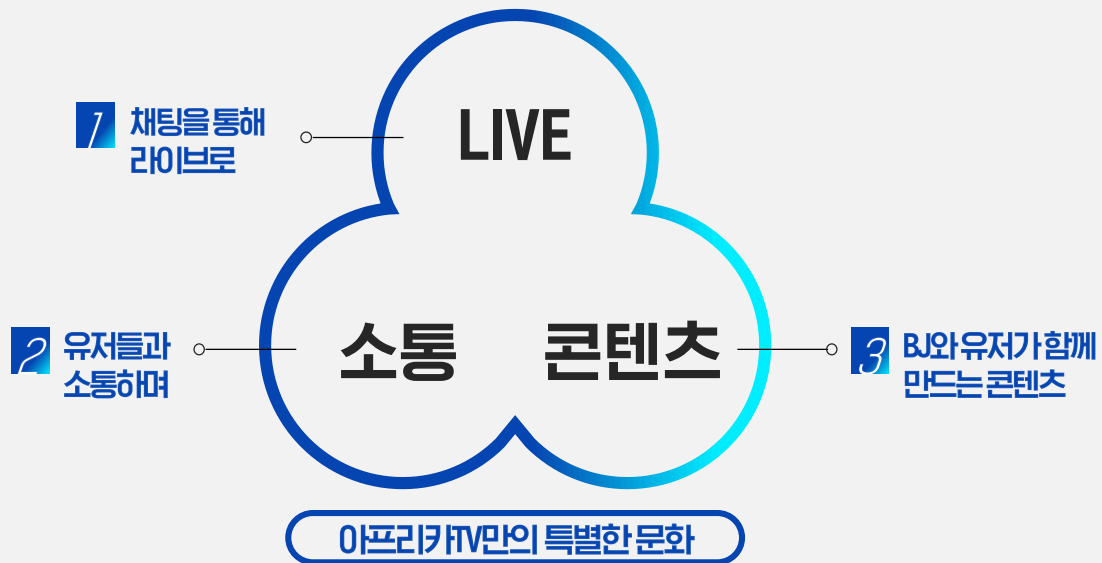 LIVE
1 채팅을 통해
라이브로
소통
콘텐츠
2 유저들과
소통하며
3 BJ와 유저가 함께
만드는 콘텐츠
아프리카TV만의 특별한 문화